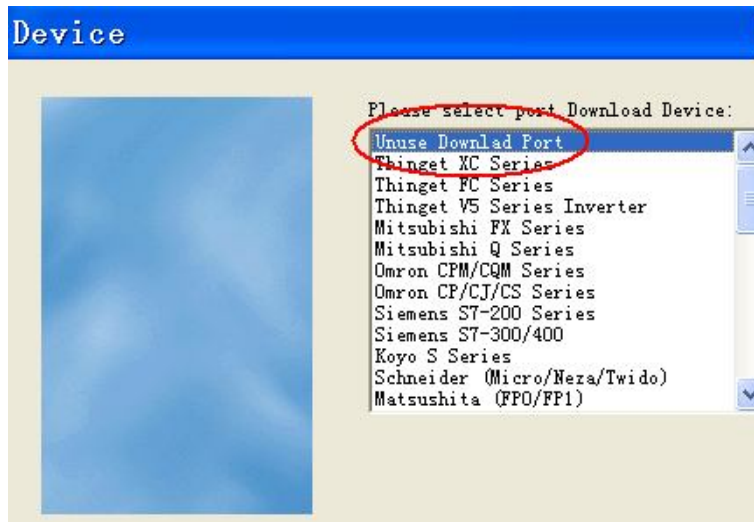 Device
Please select port Download Device:
Unuse Downlad Port
Thinget XC Series
Thinget FC Series
Thinget V5 Series Inverter
Mitsubishi FX Series
Mitsubishi Q Series
Omron CPM/CQM Series
Omron CP/CJ/CS Series
Siemens S7-200 Series
Siemens S7-300/400
Koyo S Series
Schneider (Micro/Neza/Twido)
Matsushita (FP0/FP1)